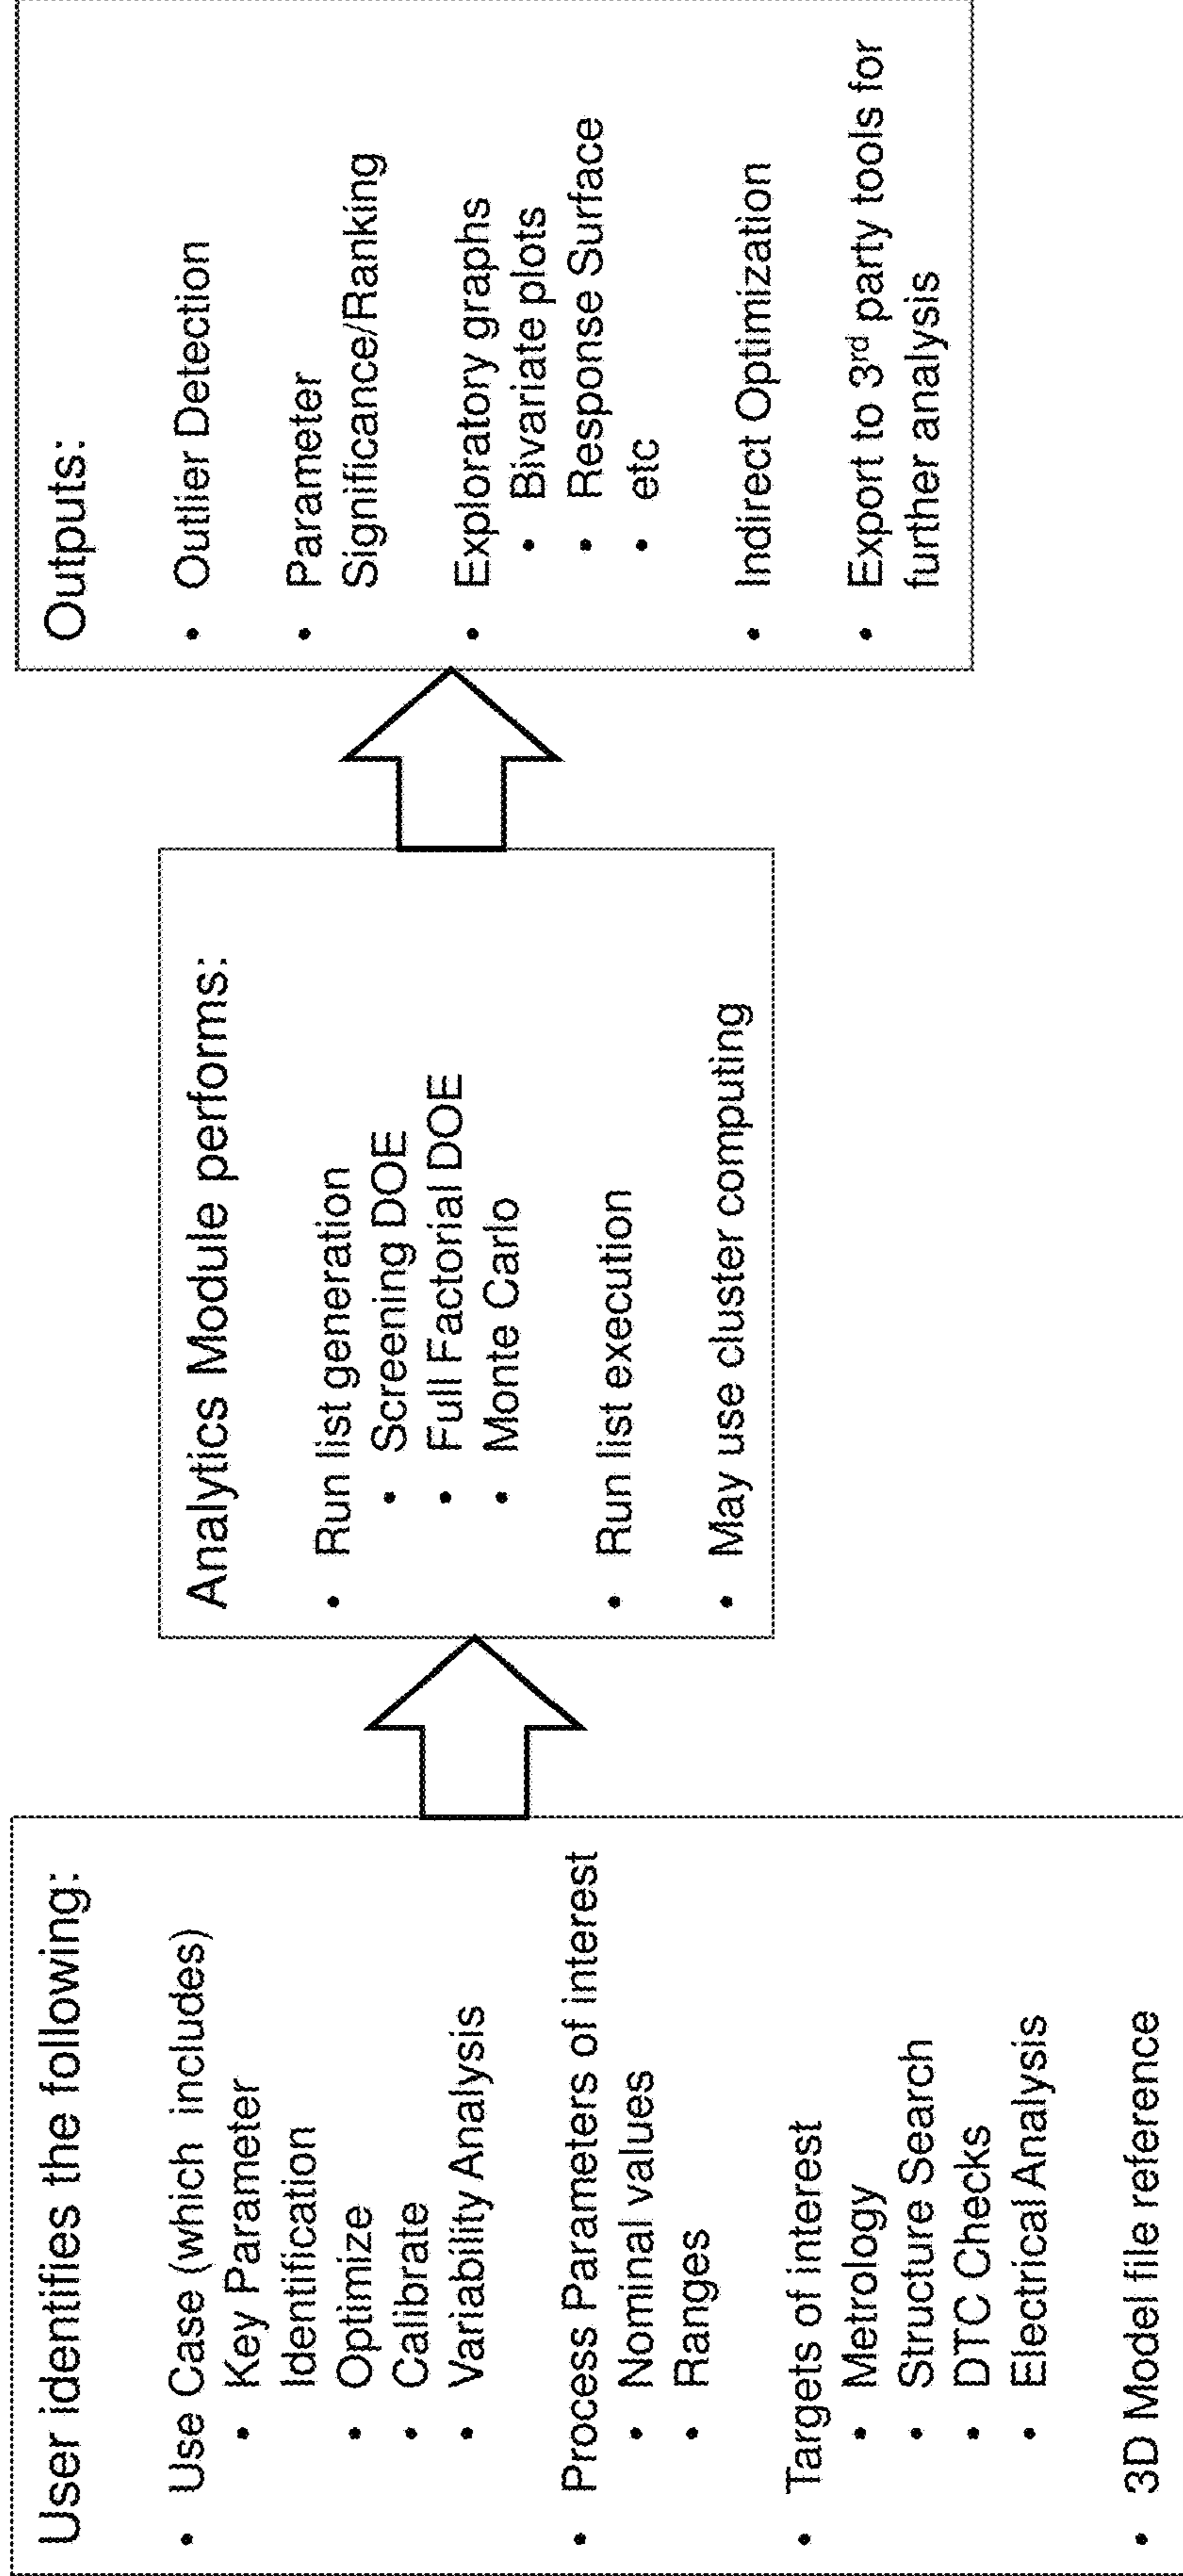 User identifies the following:
• Use Case (which includes)
• Key Parameter
Identification
• Optimize
• Calibrate
• Variability Analysis
• Process Parameters of interest
• Nominal values
• Ranges
• Targets of interest
• Metrology
• Structure Search
• DTC Checks
• Electrical Analysis
• 3D Model file reference
Analytics Module performs:
• Run list generation
• Screening DOE
• Full Factorial DOE
• Monte Carlo
• Run list execution
• May use cluster computing
Outputs:
• Outlier Detection
• Parameter
Significance/Ranking
• Exploratory graphs
• Bivariate plots
• Response Surface
• etc
• Indirect Optimization
• Export to 3rd party tools for
further analysis